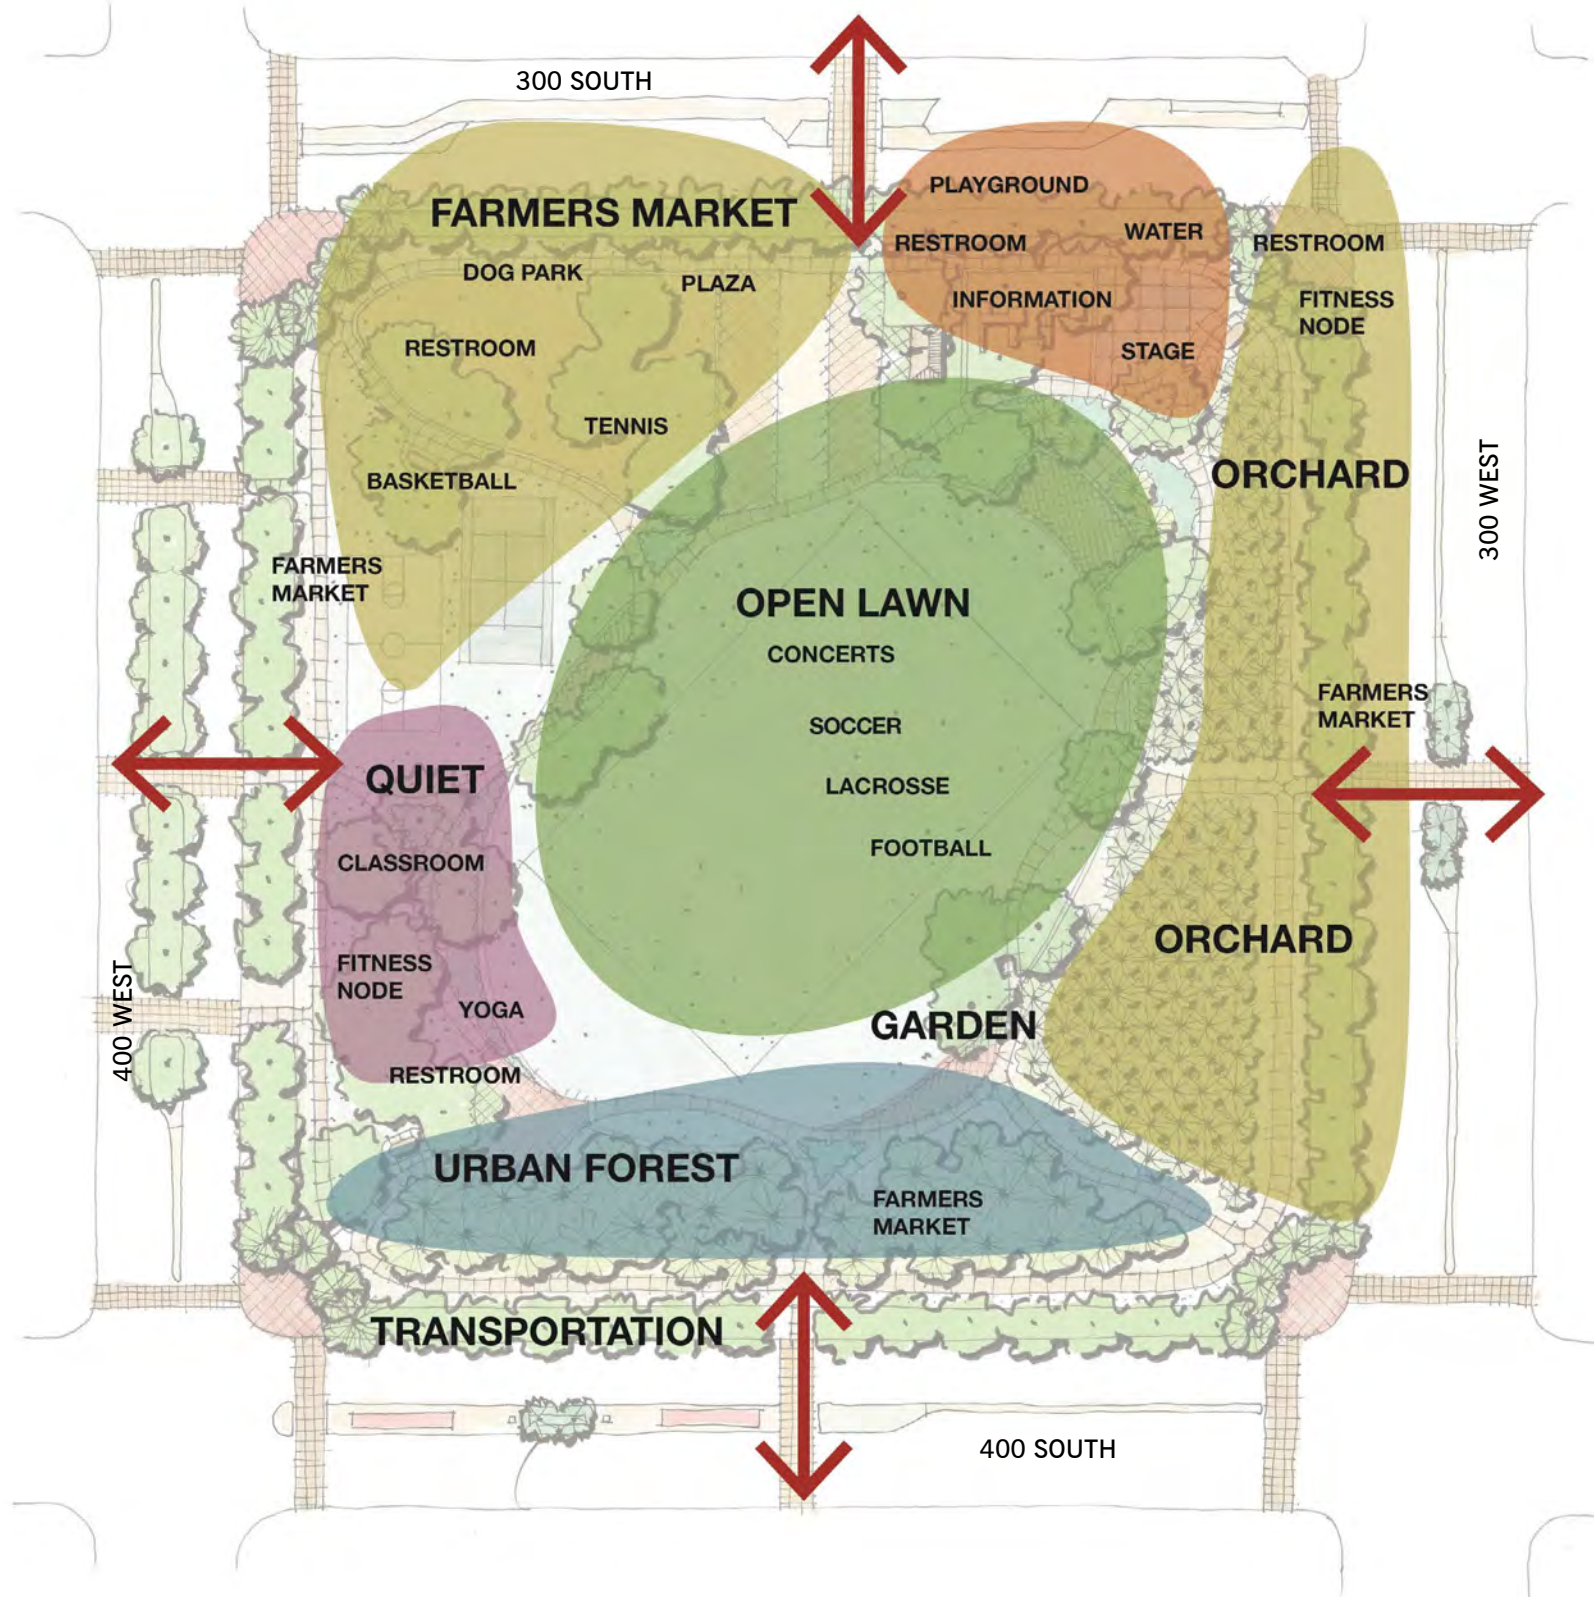 300 SOUTH
PLAYGROUND
FARMERS MARKET
WATER
RESTROOM
RESTROOM
DOG PARK
PLAZA
INFORMATION
FITNESS
NODE
RESTROOM
STAGE
TENNIS
BASKETBALL
ORCHARD
300 WEST
FARMERS
MARKET
OPEN LAWN
CONCERTS
SOCCER
LACROSSE
FOOTBALL
FARMERS
MARKET
QUIET
CLASSROOM
FITNESS
NODE
YOGA
RESTROOM
400 WEST
ORCHARD
GARDEN
URBAN FOREST
FARMERS
MARKET
TRANSPORTATION
400 SOUTH